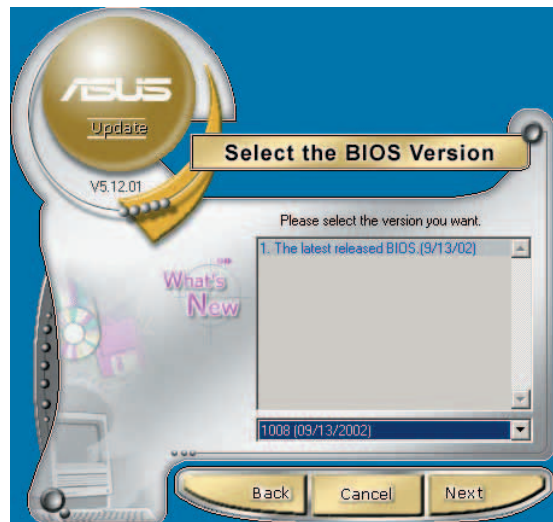 ASUS
Update
V5.12.01
Select the BIOS Version
Please select the version you want.
1. The latest released BIOS.(9/13/02)
What's
New
1008 (09/13/2002)
Back
Cancel
Next